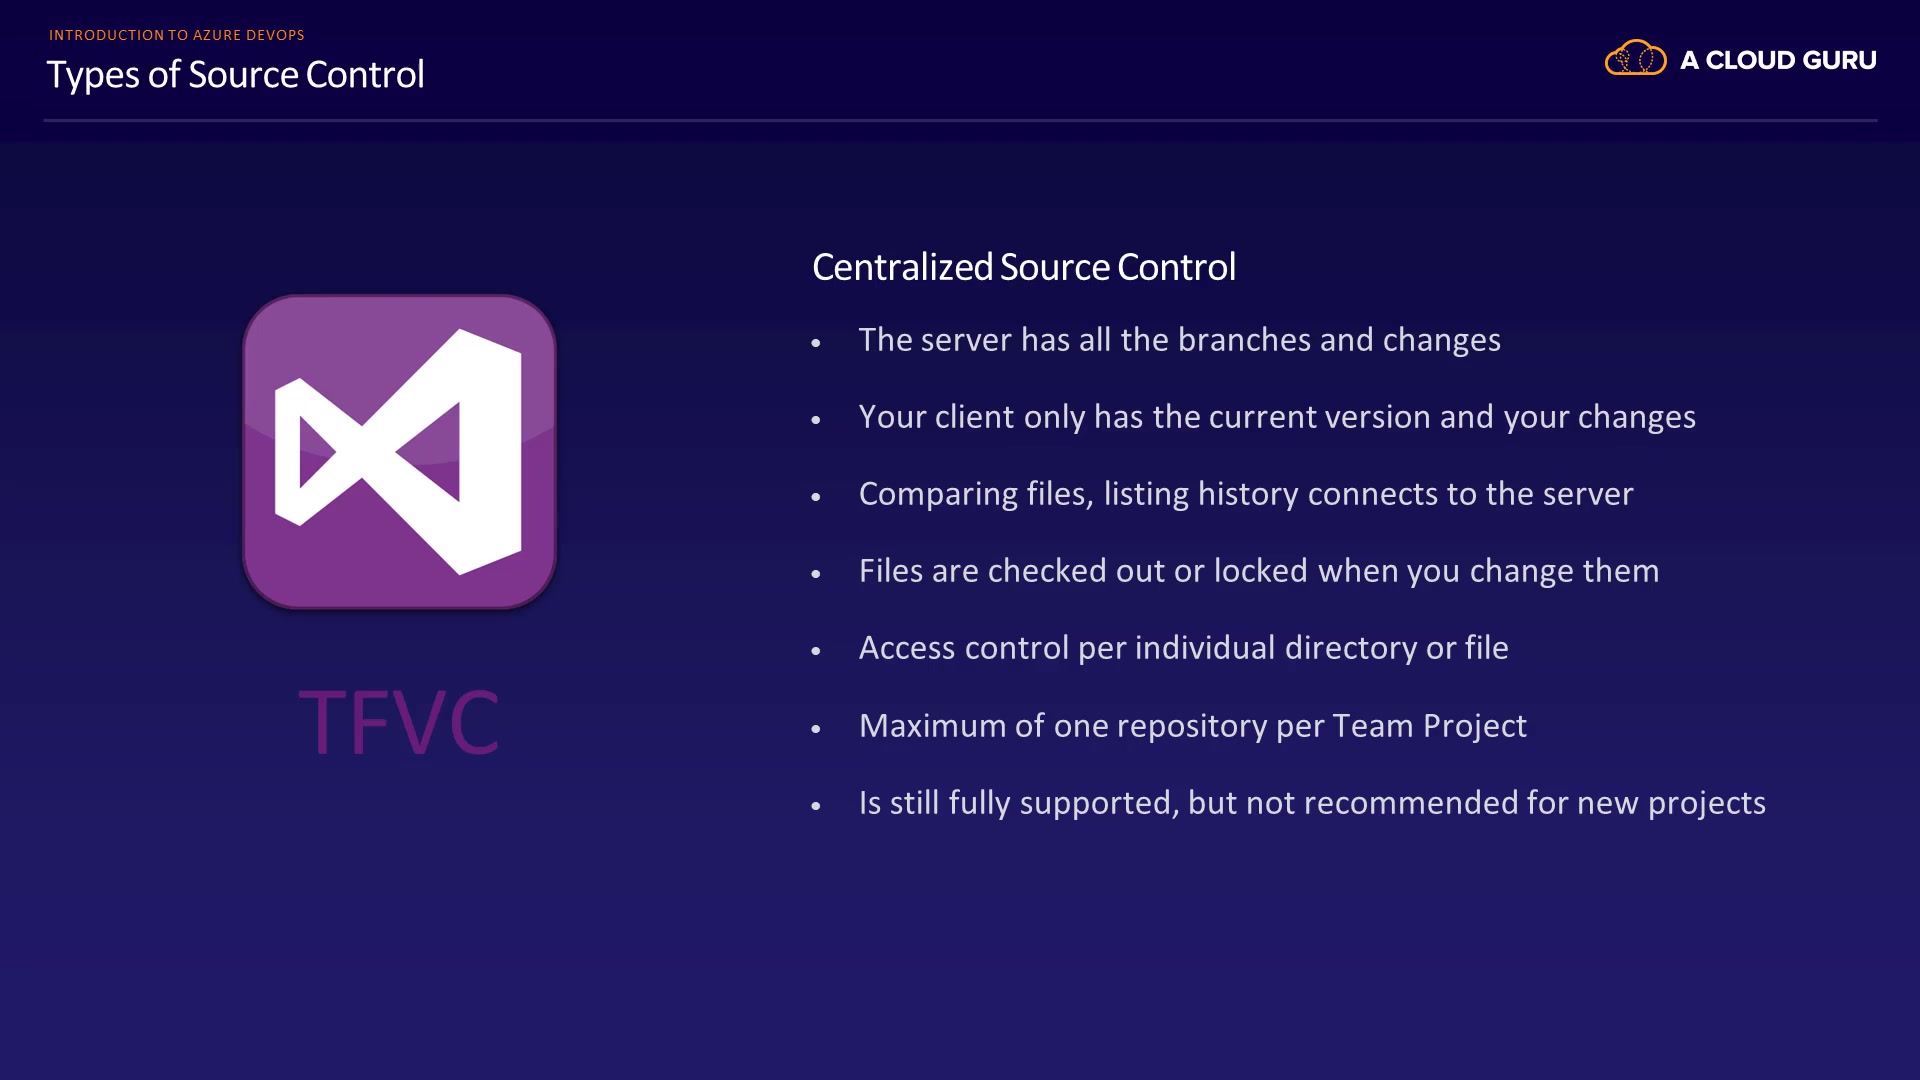 INTRODUCTION TO AZURE DEVOPS
Types of Source Control
A CLOUD GURU
Centralized Source Control
• The server has all the branches and changes
• Your client only has the current version and your changes
• Comparing files, listing history connects to the server
• Files are checked out or locked when you change them
• Access control per individual directory or file
• Maximum of one repository per Team Project
• Is still fully supported, but not recommended for new projects
TFVC